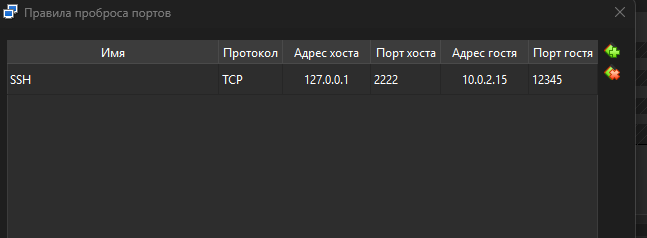 Правила проброса портов
Имя Протокол Адрес хоста Порт хоста Адрес гостя Порт гостя
SSH TCP 127.0.0.1 2222 10.0.2.15 12345